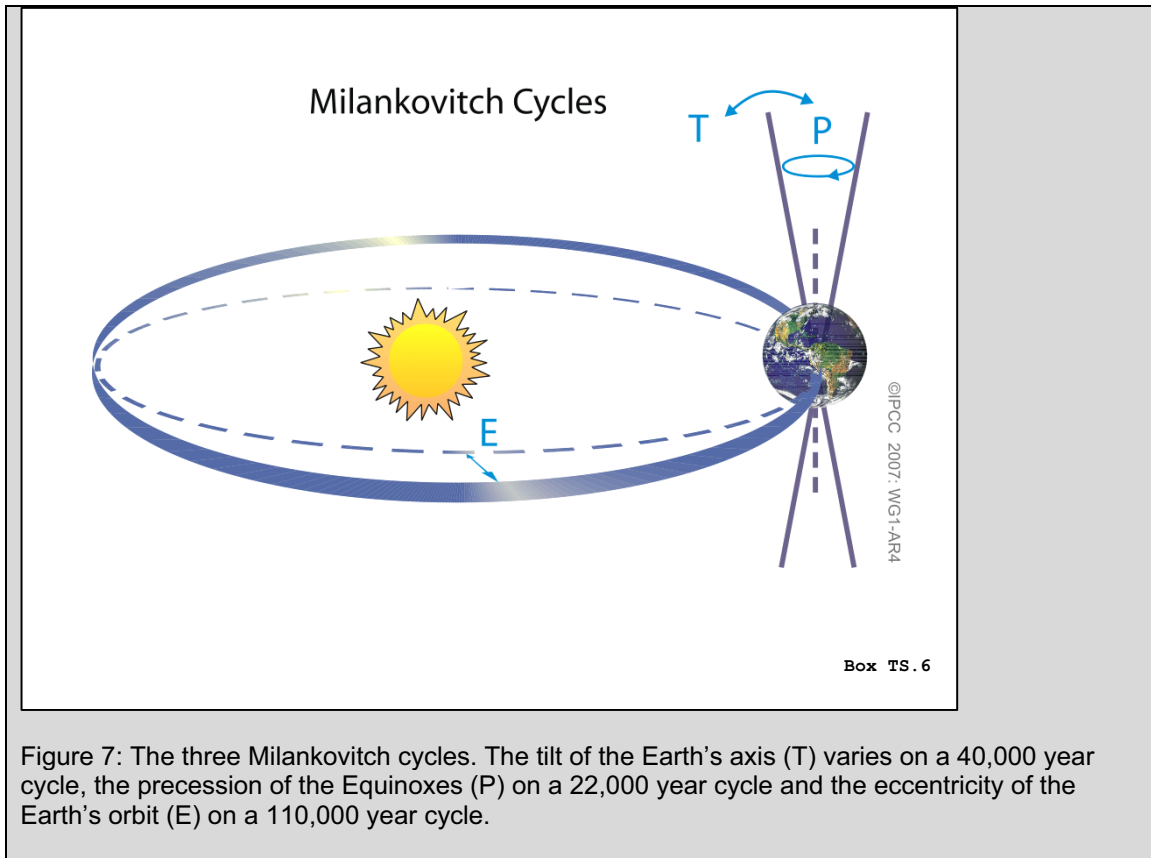 Milankovitch Cycles
T
P
E
©IPCC 2007: WG1-AR4
Box TS.6
Figure 7: The three Milankovitch cycles. The tilt of the Earth’s axis (T) varies on a 40,000 year
cycle, the precession of the Equinoxes (P) on a 22,000 year cycle and the eccentricity of the
Earth’s orbit (E) on a 110,000 year cycle.